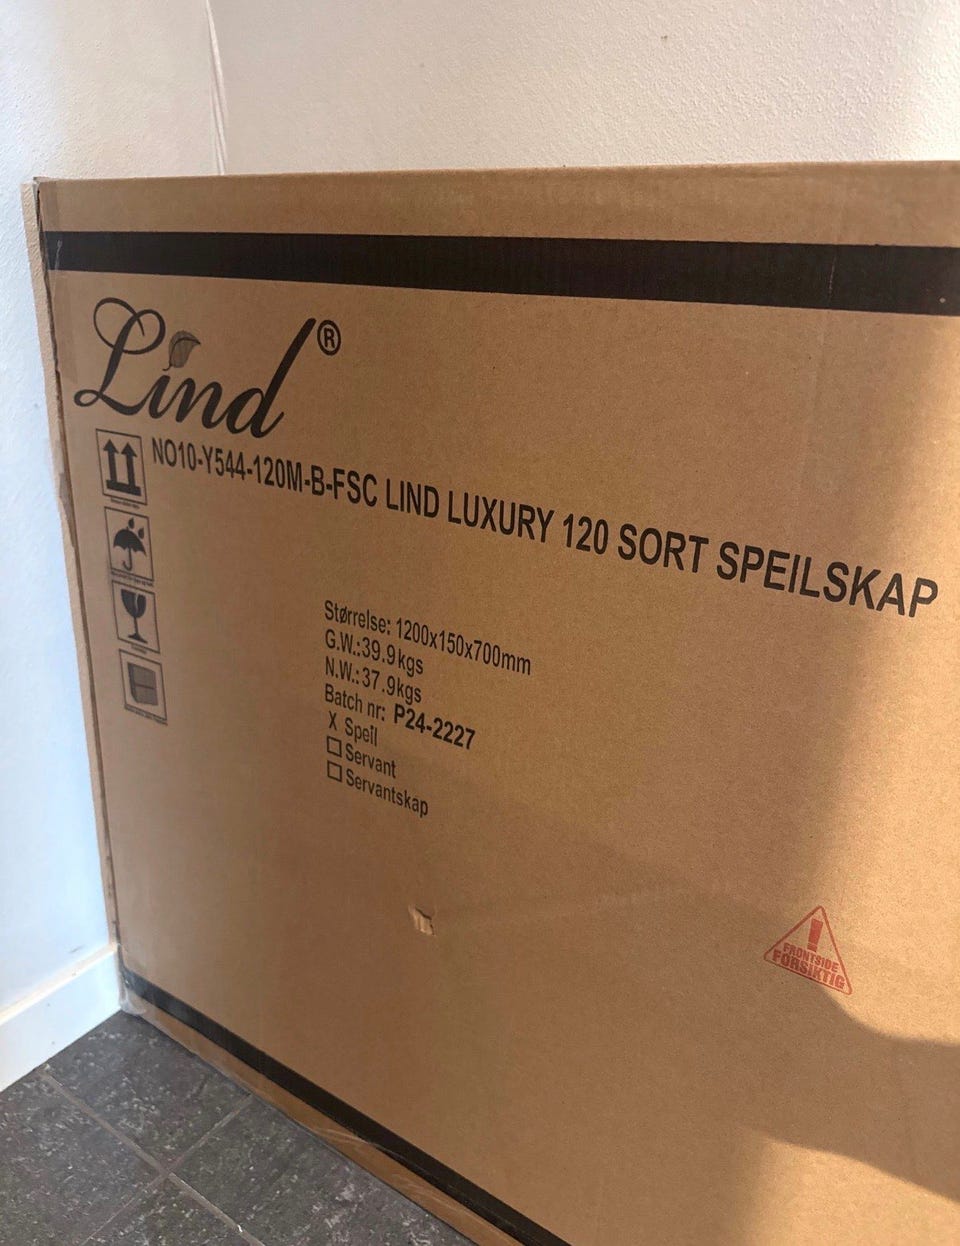 Lind®
NO10-Y544-120M-B-FSC LIND LUXURY 120 SORT SPEILSKAP
Størrelse: 1200x150x700mm
G.W.:39.9kgs
N.W.:37.9kgs
Batch nr: P24-2227
X Speil
Servant
Servantskap
FRONTSIDE
FORSIKTIG